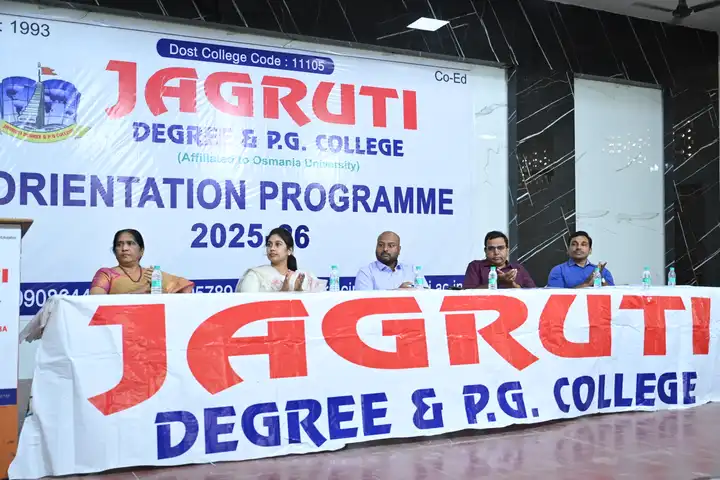 : 1993
Dost College Code : 11105
Co-Ed
JAGRUTI
DEGREE & P.G. COLLEGE
(Affiliated to Osmania University)
ORIENTATION PROGRAMME
2025-26
JAGRUTI
DEGREE & P.G. COLLEGE